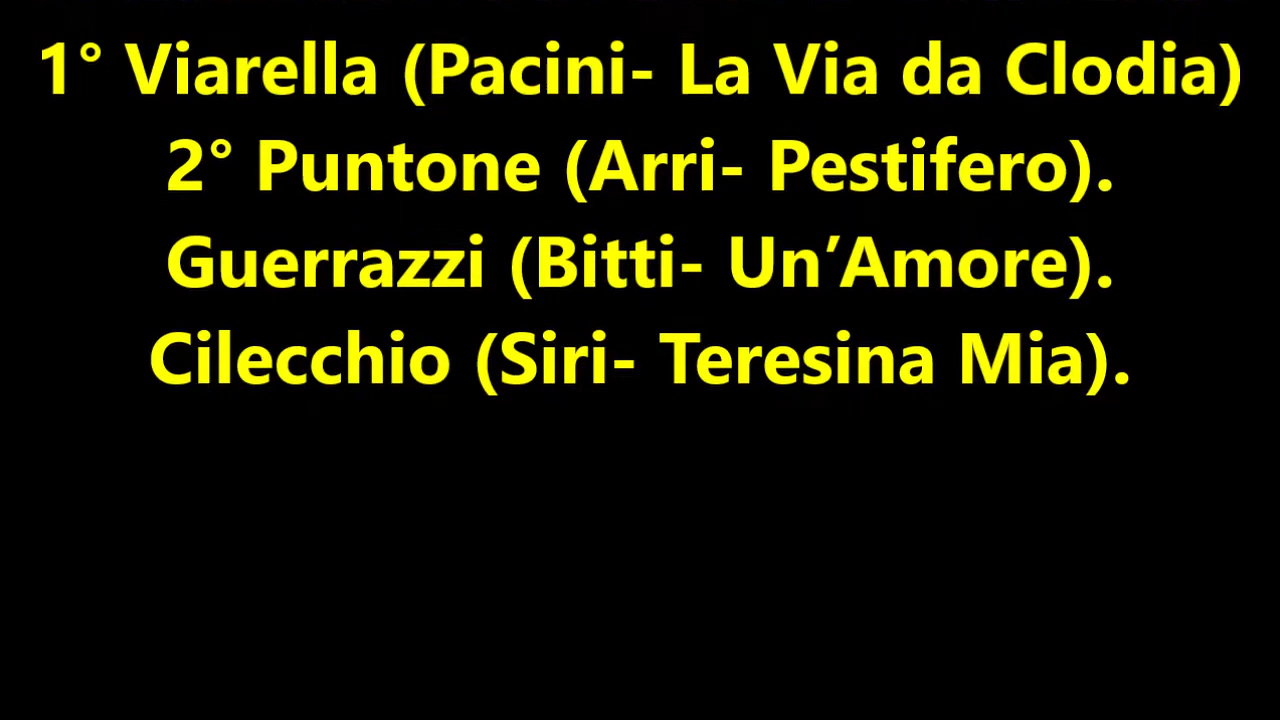 1° Viarella (Pacini- La Via da Clodia)
2° Puntone (Arri- Pestifero).
Guerrazzi (Bitti- Un’Amore).
Cilecchio (Siri- Teresina Mia).